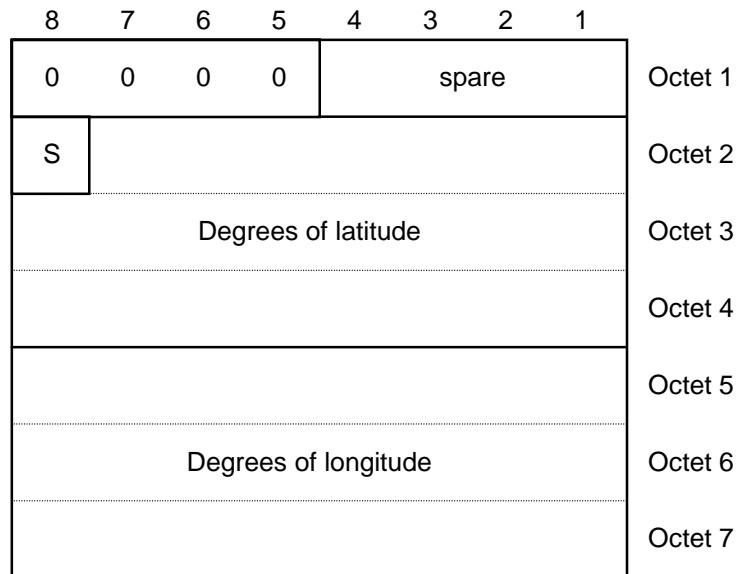 8 7 6 5 4 3 2 1
0 0 0 0 spare Octet 1
S Octet 2
Degrees of latitude Octet 3
Octet 4
Octet 5
Degrees of longitude Octet 6
Octet 7